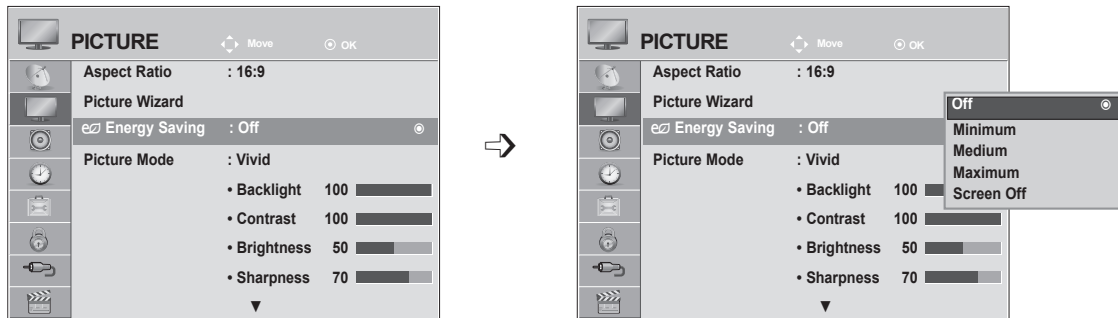 PICTURE Move OK
Aspect Ratio : 16:9
Picture Wizard
Energy Saving : Off
Picture Mode : Vivid
• Backlight 100
• Contrast 100
• Brightness 50
• Sharpness 70
PICTURE Move OK
Aspect Ratio : 16:9
Picture Wizard
Energy Saving : Off
Picture Mode : Vivid
• Backlight 100
• Contrast 100
• Brightness 50
• Sharpness 70
Off
Minimum
Medium
Maximum
Screen Off